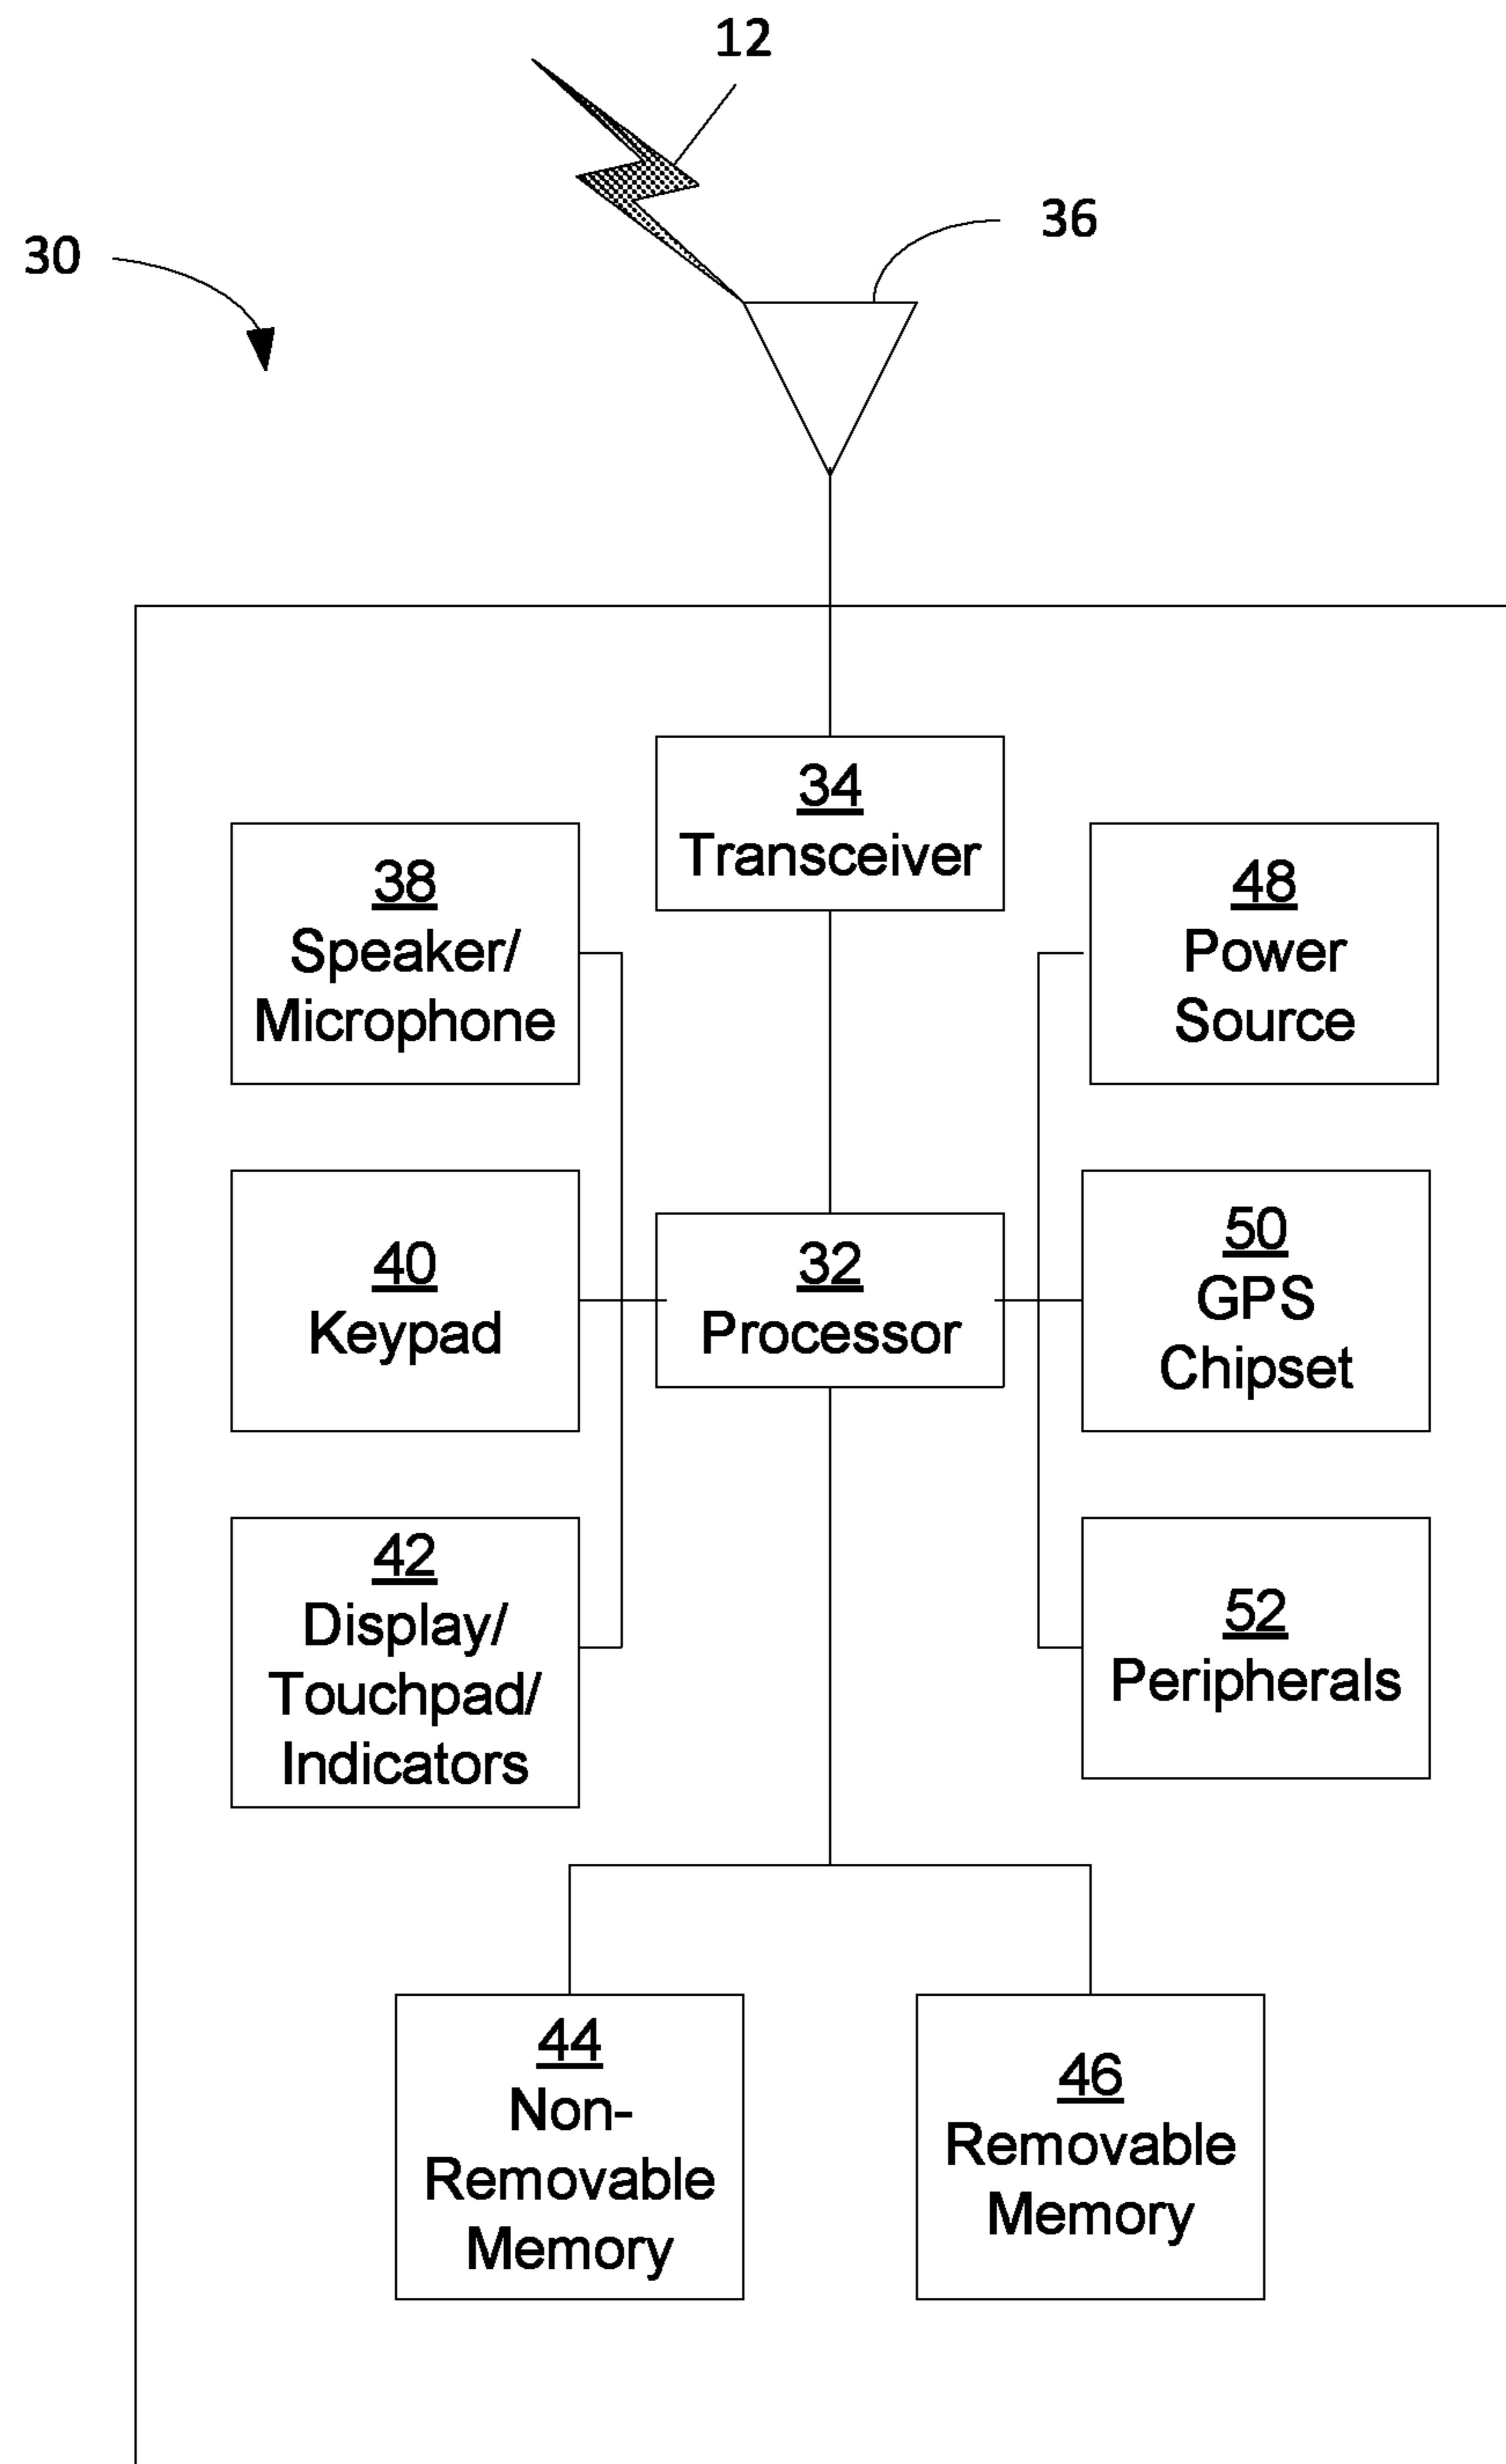 12
36
30
34
Transceiver
38
Speaker/
Microphone
48
Power
Source
40
Keypad
32
Processor
50
GPS
Chipset
42
Display/
Touchpad/
Indicators
52
Peripherals
44
Non-
Removable
Memory
46
Removable
Memory